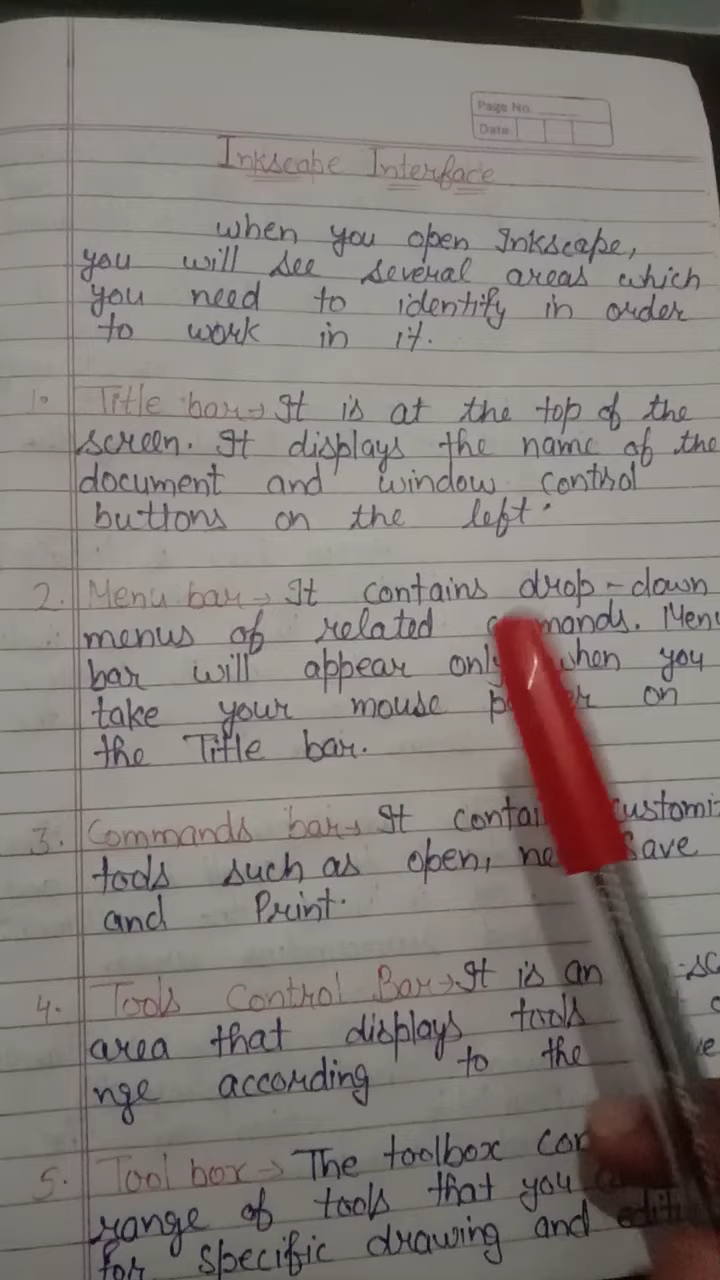 Page No.
Date
Inkscape Interface
when you open Inkscape,
you will see several areas which
you need to identify in order
to work in it.
1. Title bar → It is at the top of the
screen. It displays the name of the
document and window control
buttons on the left.
2. Menu bar → It contains drop-down
menus of related Menu
bar will appear only when you
take your mouse on
the Title bar.
3. Commands bar → It
tools such as open, Save
and Print.
4. Tools Control Bar → It is an
area that displays tools
nge according to the
5. Tool box → The toolbox
range of tools that you
for specific drawing and